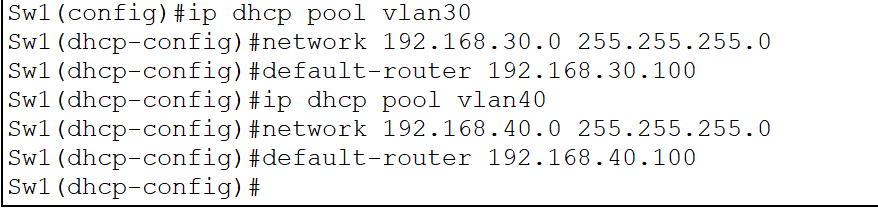 Sw1(config)#ip dhcp pool vlan30
Sw1(dhcp-config)#network 192.168.30.0 255.255.255.0
Sw1(dhcp-config)#default-router 192.168.30.100
Sw1(dhcp-config)#ip dhcp pool vlan40
Sw1(dhcp-config)#network 192.168.40.0 255.255.255.0
Sw1(dhcp-config)#default-router 192.168.40.100
Sw1(dhcp-config)#